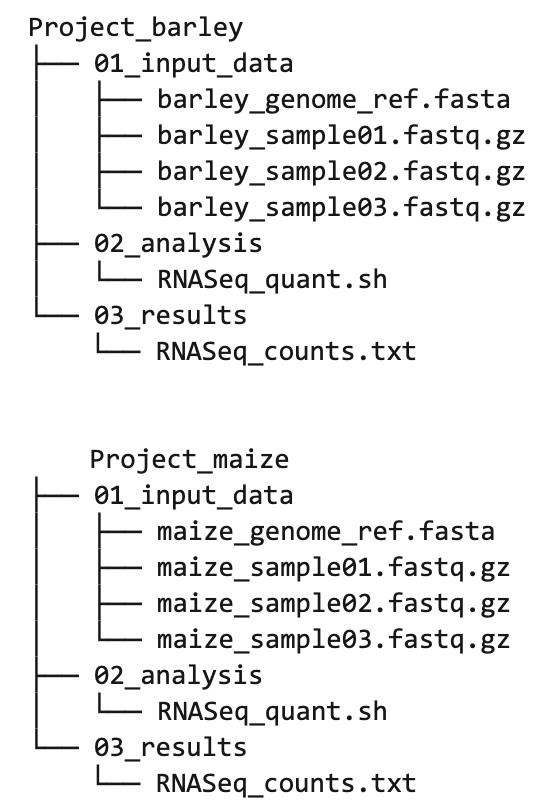 Project_barley
├── 01_input_data
│   ├── barley_genome_ref.fasta
│   ├── barley_sample01.fastq.gz
│   ├── barley_sample02.fastq.gz
│   └── barley_sample03.fastq.gz
├── 02_analysis
│   └── RNASeq_quant.sh
└── 03_results
    └── RNASeq_counts.txt
    Project_maize
├── 01_input_data
│   ├── maize_genome_ref.fasta
│   ├── maize_sample01.fastq.gz
│   ├── maize_sample02.fastq.gz
│   └── maize_sample03.fastq.gz
├── 02_analysis
│   └── RNASeq_quant.sh
└── 03_results
    └── RNASeq_counts.txt